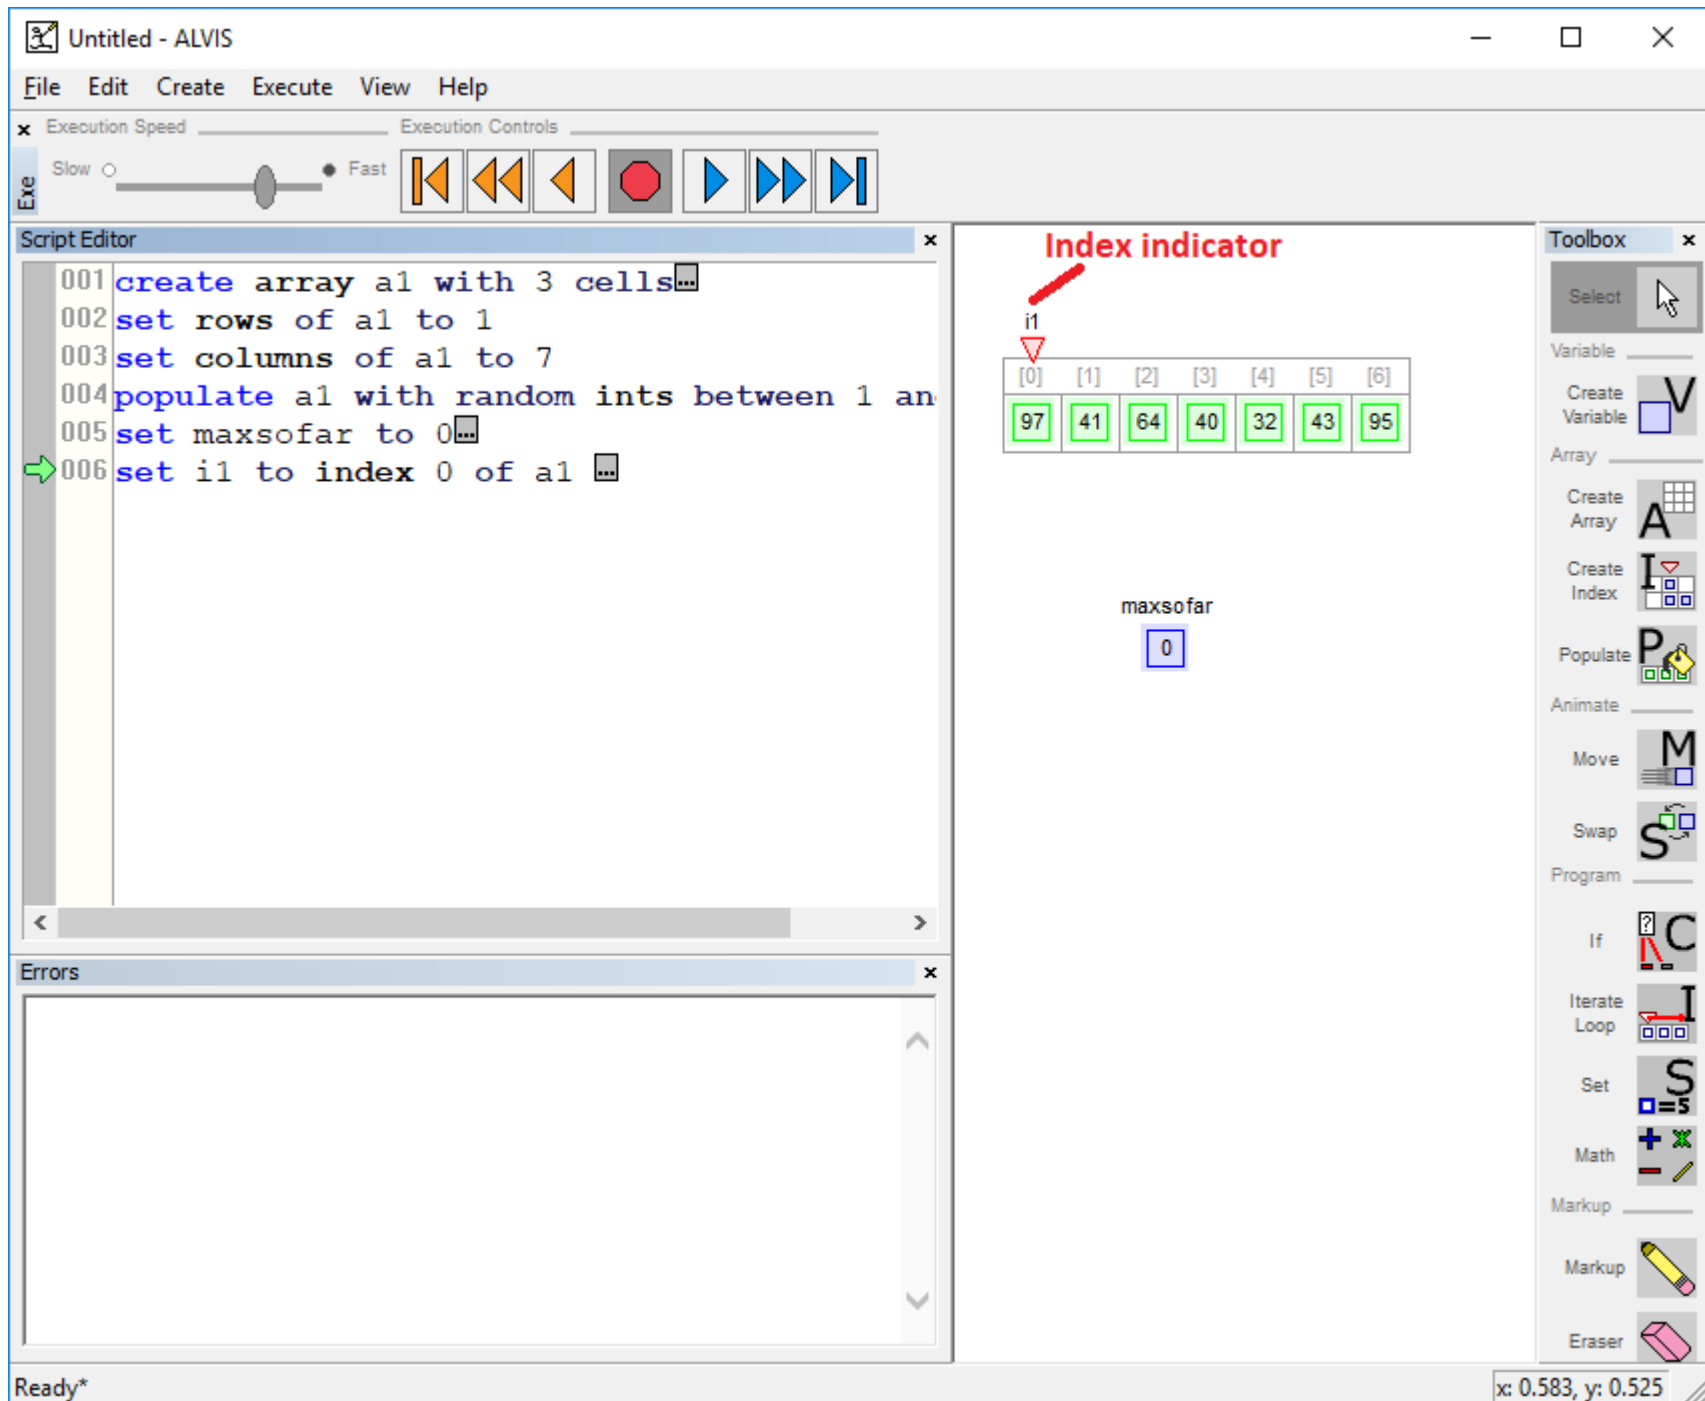 Untitled - ALVIS
File Edit Create Execute View Help
Execution Speed
Execution Controls
Exe
Slow
Fast
Script Editor
001 create array a1 with 3 cells...
002 set rows of a1 to 1
003 set columns of a1 to 7
004 populate a1 with random ints between 1 an
005 set maxsofar to 0...
006 set i1 to index 0 of a1 ...
Errors
Index indicator
i1
[0] [1] [2] [3] [4] [5] [6]
97 41 64 40 32 43 95
maxsofar
0
Toolbox
Select
Variable
Create
Variable
V
Array
Create
Array
A
Create
Index
I
Populate
P
Animate
Move
M
Swap
S
Program
If
? C
Iterate
Loop
I
Set
S
=5
Math
Markup
Markup
Eraser
Ready*
x: 0.583, y: 0.525